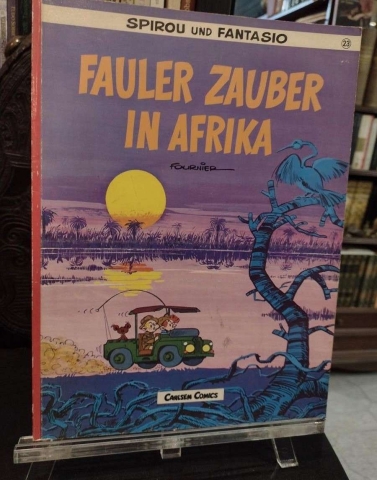 SPIROU UND FANTASIO
23
FAULER ZAUBER
IN AFRIKA
FOURNIER
CARLSEN COMICS